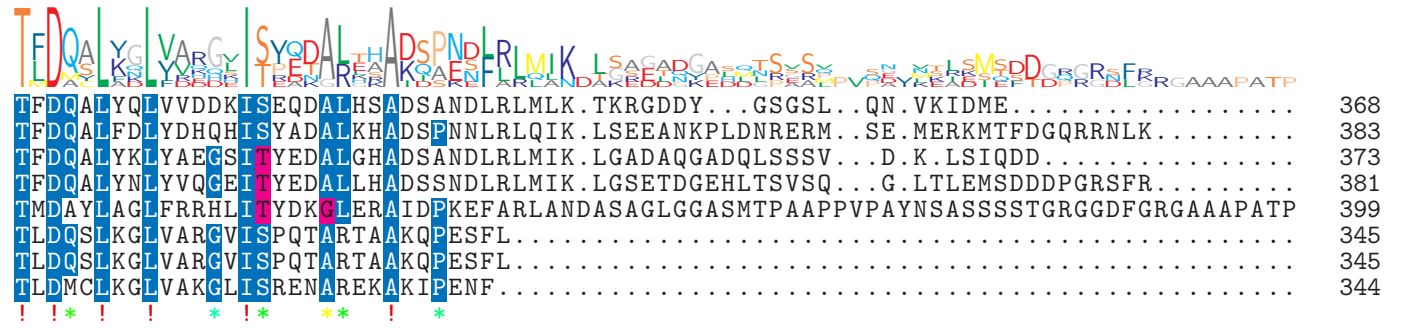 TFDQALYQLVVDDKISEQDALHSADSANDLRLMLK.TKRGDDY...GSGSL..QN.VKIDME.................. 368
TFDQALFDLYDHQHISYADALKHADSPNNLRLQIK.LSEEANKPLDNRERM..SE.MERKMTFDGQRRNLK......... 383
TFDQALYKLYAEGSITYEDALGHADSANDLRLMIK.LGADAQGADQLSSSV...D.K.LSIQDD................ 373
TFDQALYNLYVQGEITYEDALLHADSSNDLRLMIK.LGSETDGEHLTSVSQ...G.LTLEMSDDDPGRSFR......... 381
TMDAYLAGLFRRHLITYDKGLERAIDPKEFARLANDASAGLGGASMTPAAPPVPAYNSASSSSTGRGGDFGRGAAAPATP 399
TLDQSLKGLVARGVISPQTARTAAKQPESFL................................................. 345
TLDQSLKGLVARGVISPQTARTAAKQPESFL................................................. 345
TLDMCLKGLVAKGLISRENAREKAKIPENF.................................................. 344
! !* ! ! * !* ** ! *